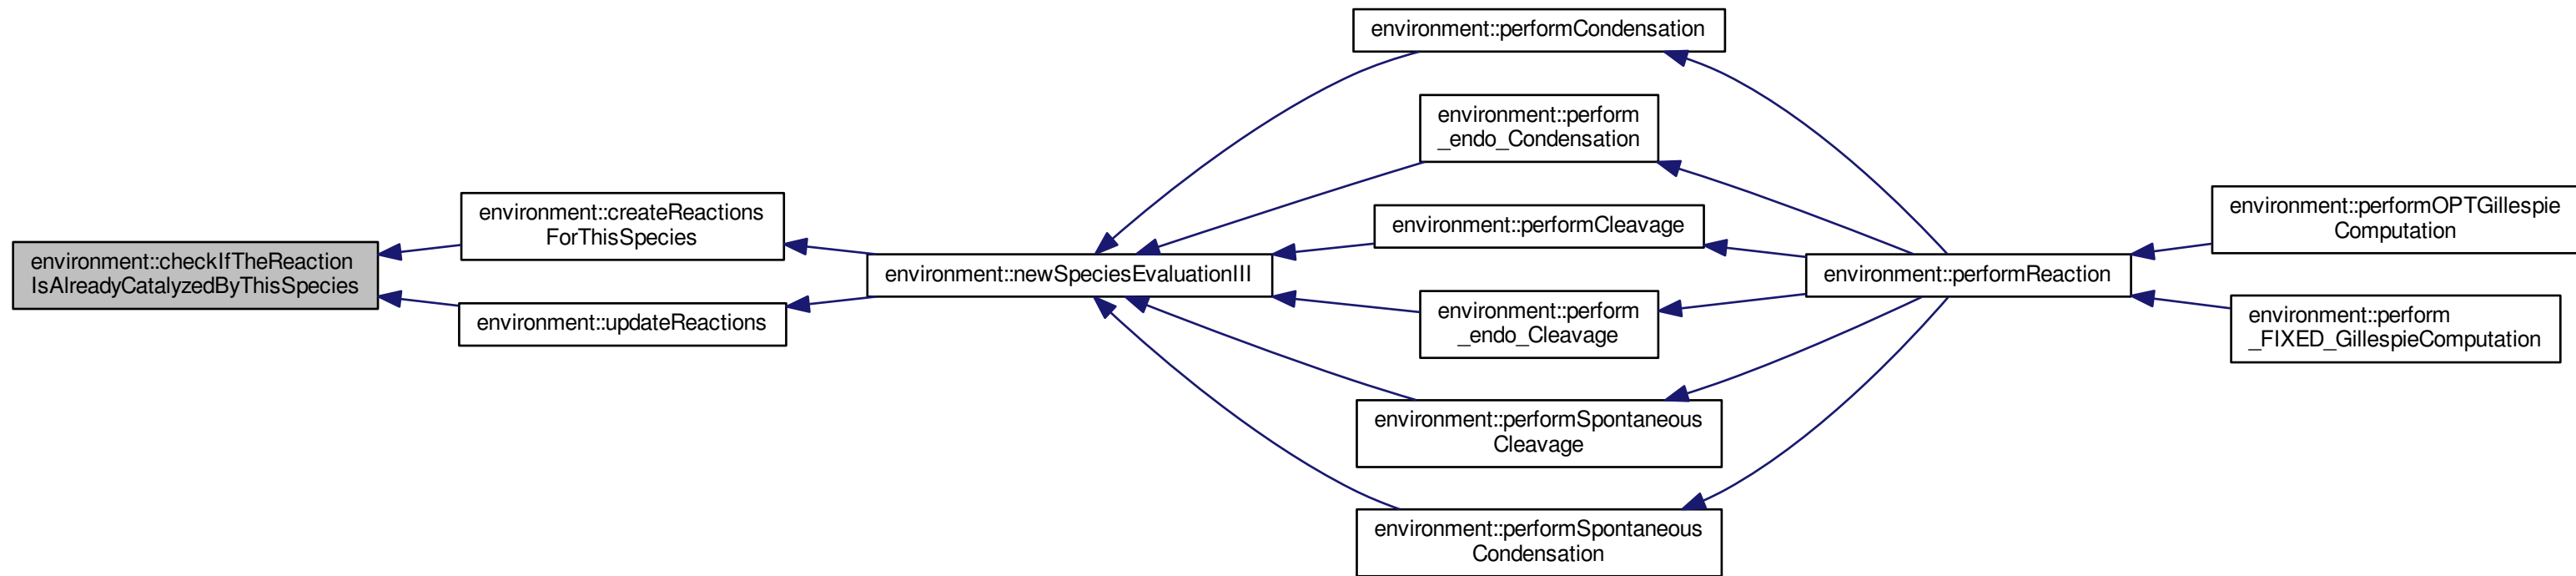 environment::checkIfTheReaction
IsAlreadyCatalyzedByThisSpecies
environment::createReactions
ForThisSpecies
environment::updateReactions
environment::newSpeciesEvaluationIII
environment::performCondensation
environment::perform
_endo_Condensation
environment::performCleavage
environment::perform
_endo_Cleavage
environment::performSpontaneous
Cleavage
environment::performSpontaneous
Condensation
environment::performReaction
environment::performOPTGillespie
Computation
environment::perform
_FIXED_GillespieComputation